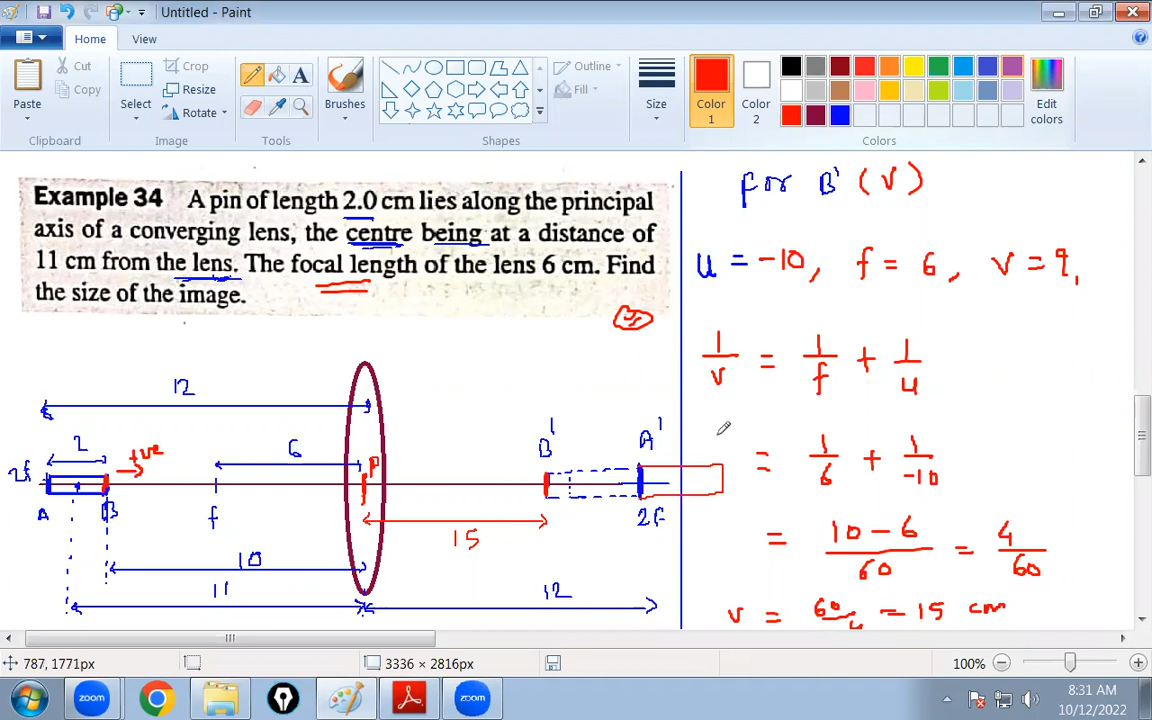 Untitled - Paint
Home
View
Paste
Cut
Copy
Clipboard
Select
Crop
Resize
Rotate
Image
Tools
Brushes
Shapes
Outline
Fill
Size
Color 1
Color 2
Edit colors
Colors
Example 34 A pin of length 2.0 cm lies along the principal
axis of a converging lens, the centre being at a distance of
11 cm from the lens. The focal length of the lens 6 cm. Find
the size of the image.
12
2
+ve
6
2f
A
B
f
P
B'
A'
2F
15
10
11
12
for B' (v)
u = -10, f = 6, v = ?,
1/v = 1/f + 1/u
= 1/6 + 1/-10
= 10 - 6/60 = 4/60
v = 60/4 = 15 cm
787, 1771px
3336 × 2816px
100%
zoom
zoom
8:31 AM
10/12/2022